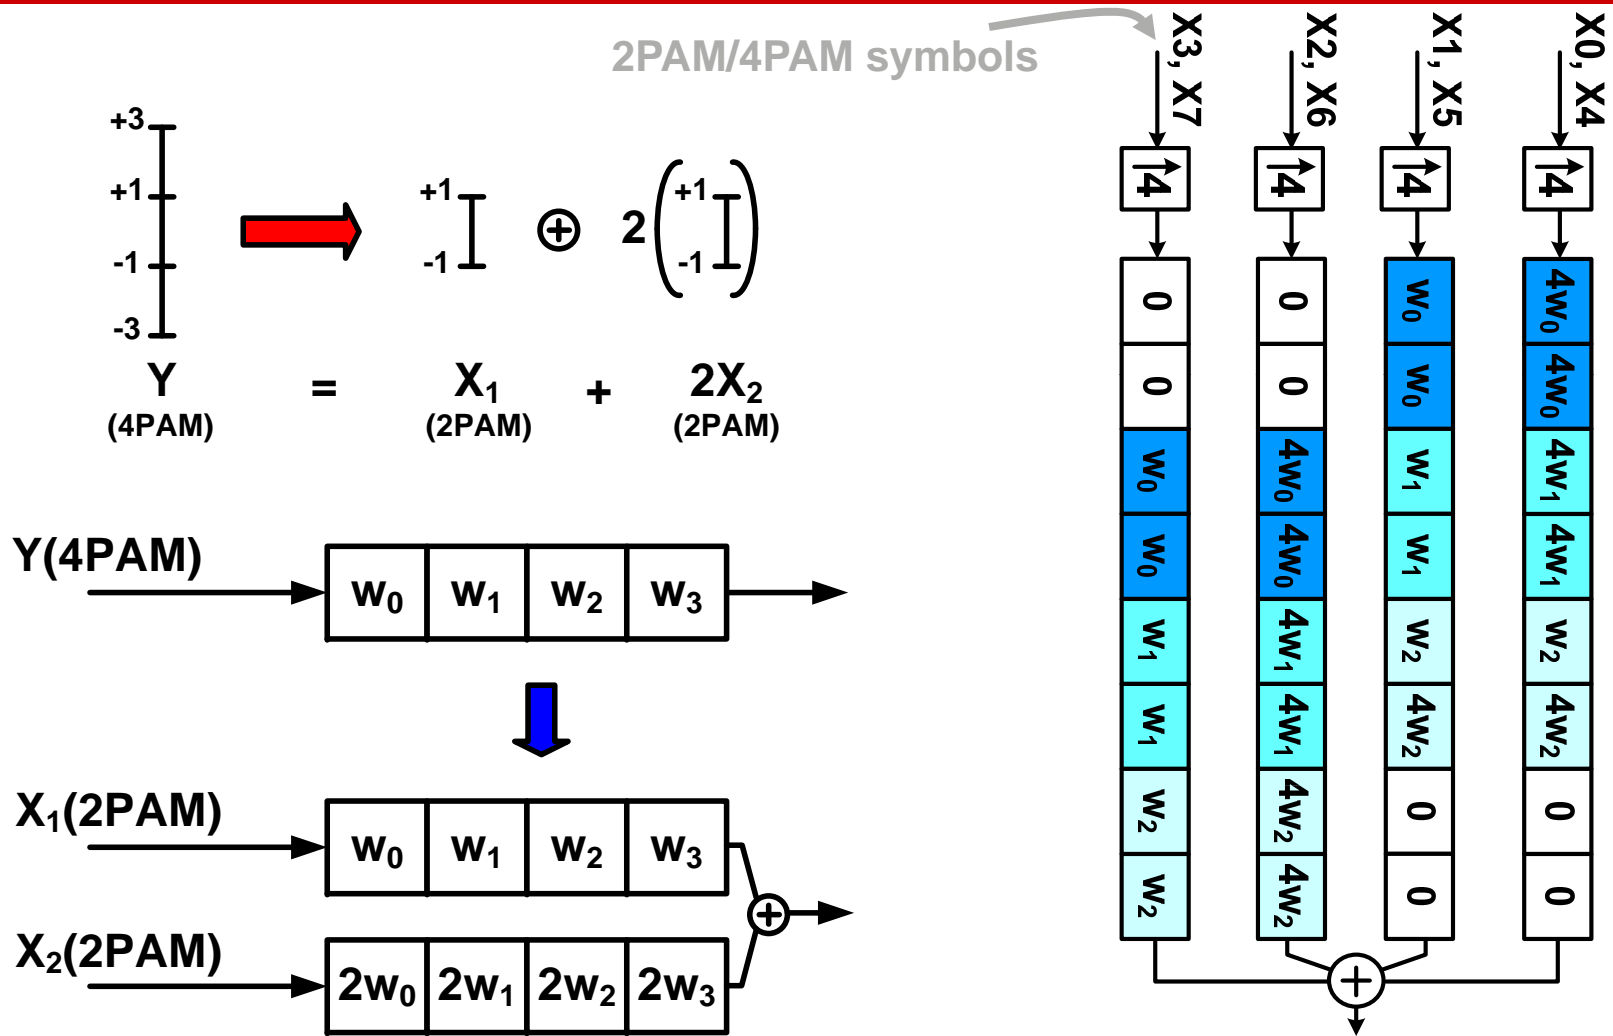 2PAM/4PAM symbols
+3
+1
-1
-3
+1
-1
⊕
2
+1
-1
Y = X₁ + 2X₂
(4PAM) (2PAM) (2PAM)
Y(4PAM)
w₀ w₁ w₂ w₃
X₁(2PAM)
w₀ w₁ w₂ w₃
X₂(2PAM)
2w₀ 2w₁ 2w₂ 2w₃
X3, X7
↑4
0 0 w₀ w₀ w₁ w₁ w₂ w₂
X2, X6
↑4
0 0 4w₀ 4w₀ 4w₁ 4w₁ 4w₂ 4w₂
X1, X5
↑4
w₀ w₀ w₁ w₁ w₂ 4w₂ 0 0
X0, X4
↑4
4w₀ 4w₀ 4w₁ 4w₁ w₂ 4w₂ 0 0